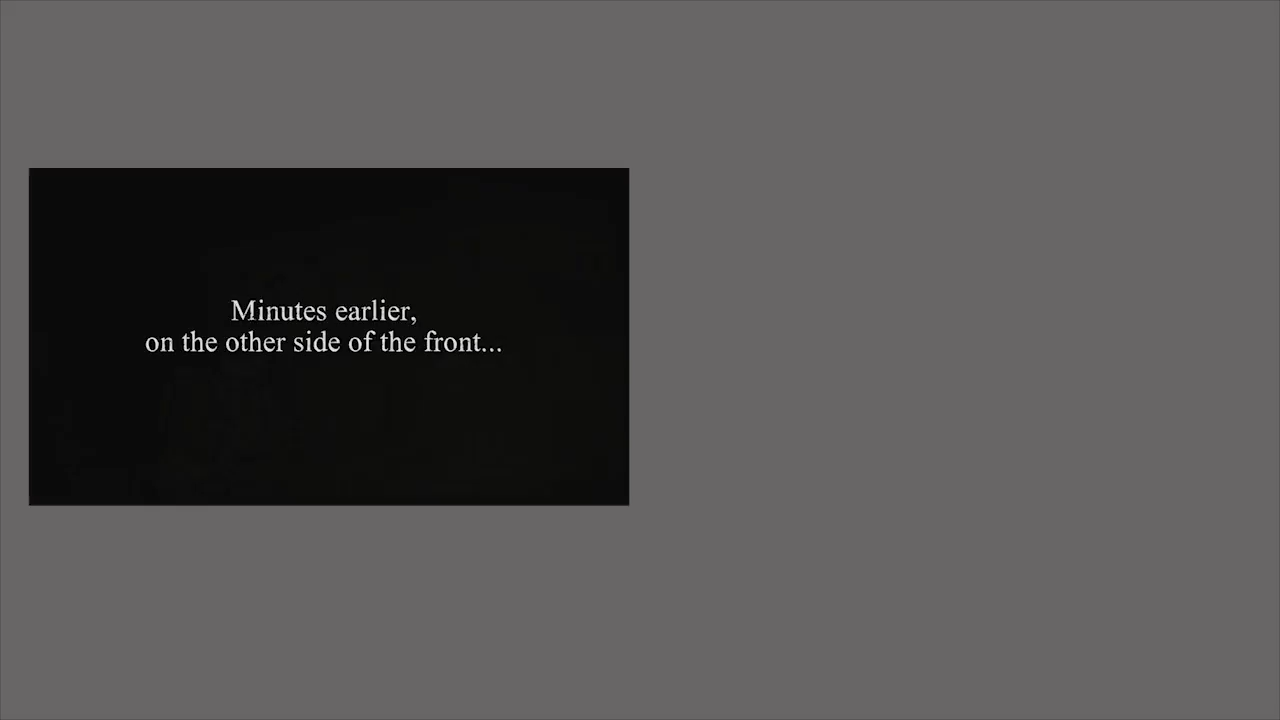 Minutes earlier,
on the other side of the front...